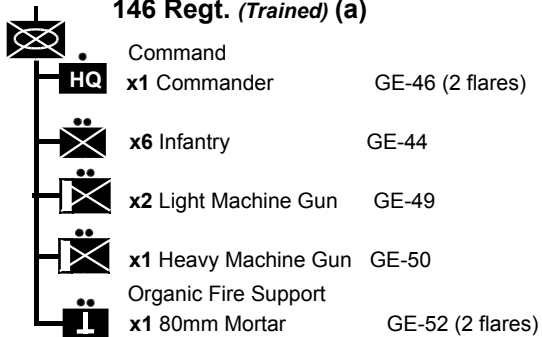 146 Regt. (Trained) (a)
Command
HQ x1 Commander GE-46 (2 flares)
x6 Infantry GE-44
x2 Light Machine Gun GE-49
x1 Heavy Machine Gun GE-50
Organic Fire Support
x1 80mm Mortar GE-52 (2 flares)